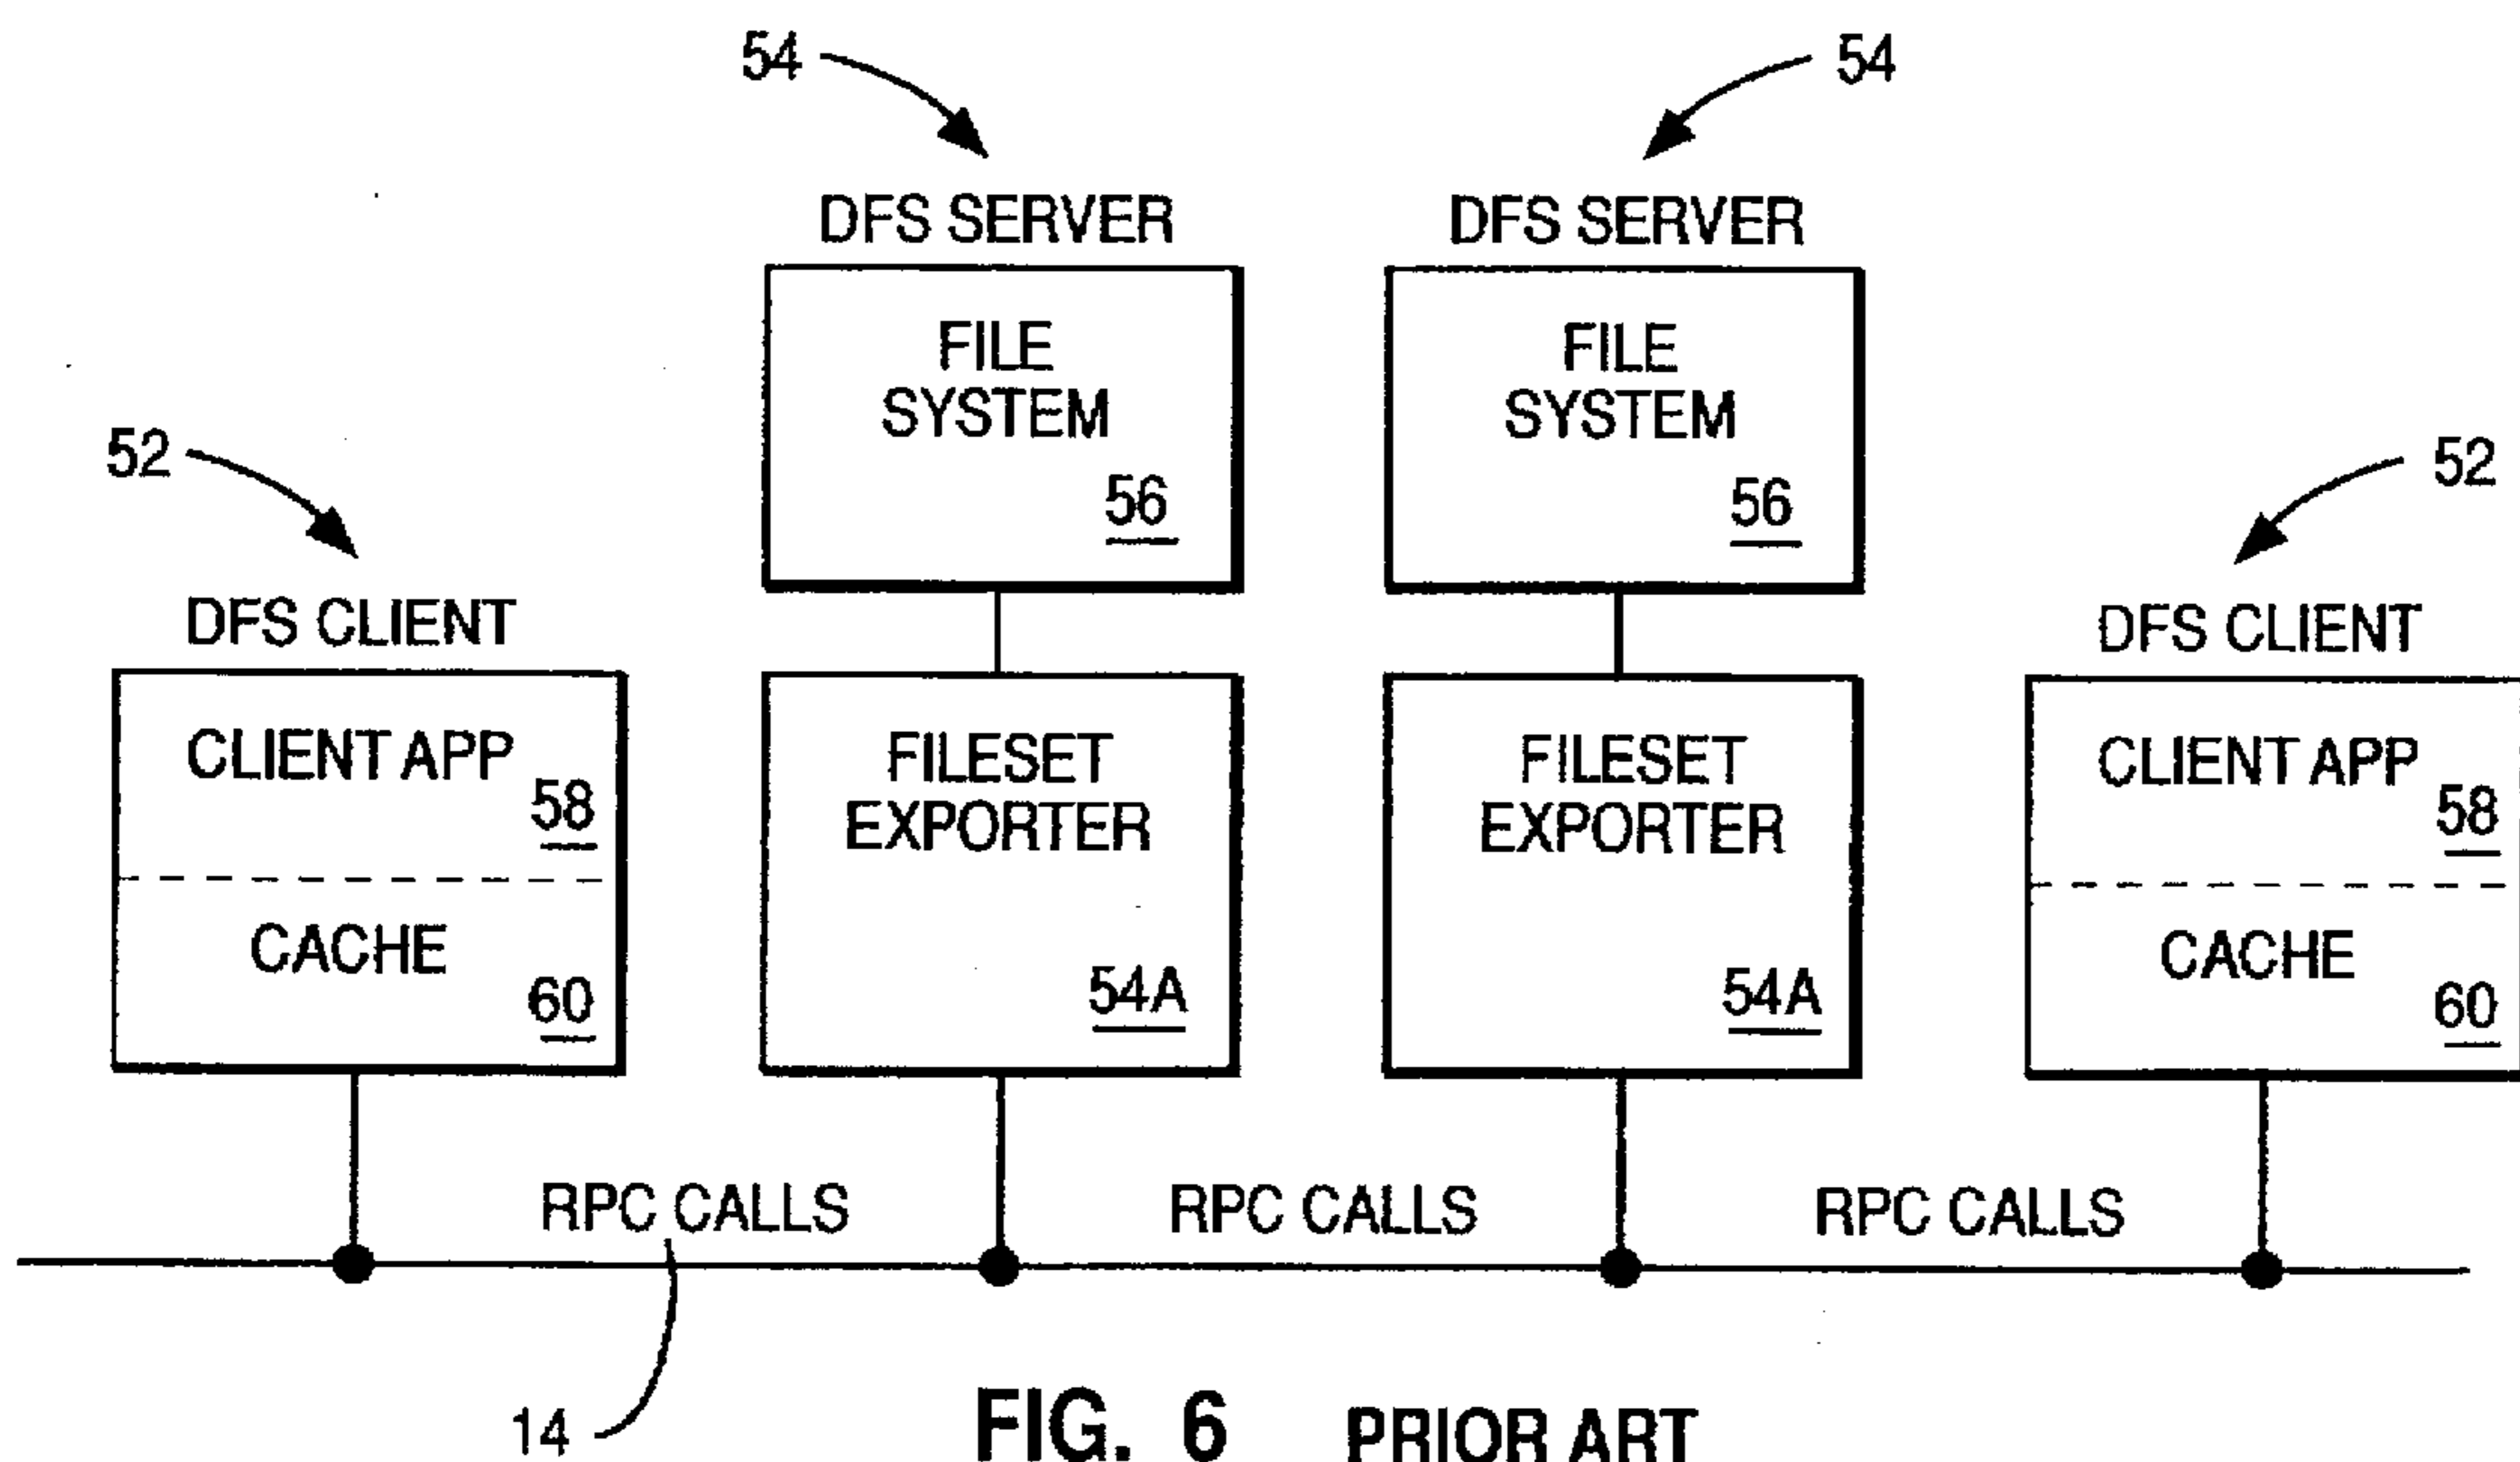 54
54
DFS SERVER
DFS SERVER
FILE
SYSTEM
56
FILE
SYSTEM
56
52
52
DFS CLIENT
DFS CLIENT
CLIENT APP
58
CACHE
60
FILESET
EXPORTER
54A
FILESET
EXPORTER
54A
CLIENT APP
58
CACHE
60
RPC CALLS
RPC CALLS
RPC CALLS
14
FIG. 6 PRIOR ART